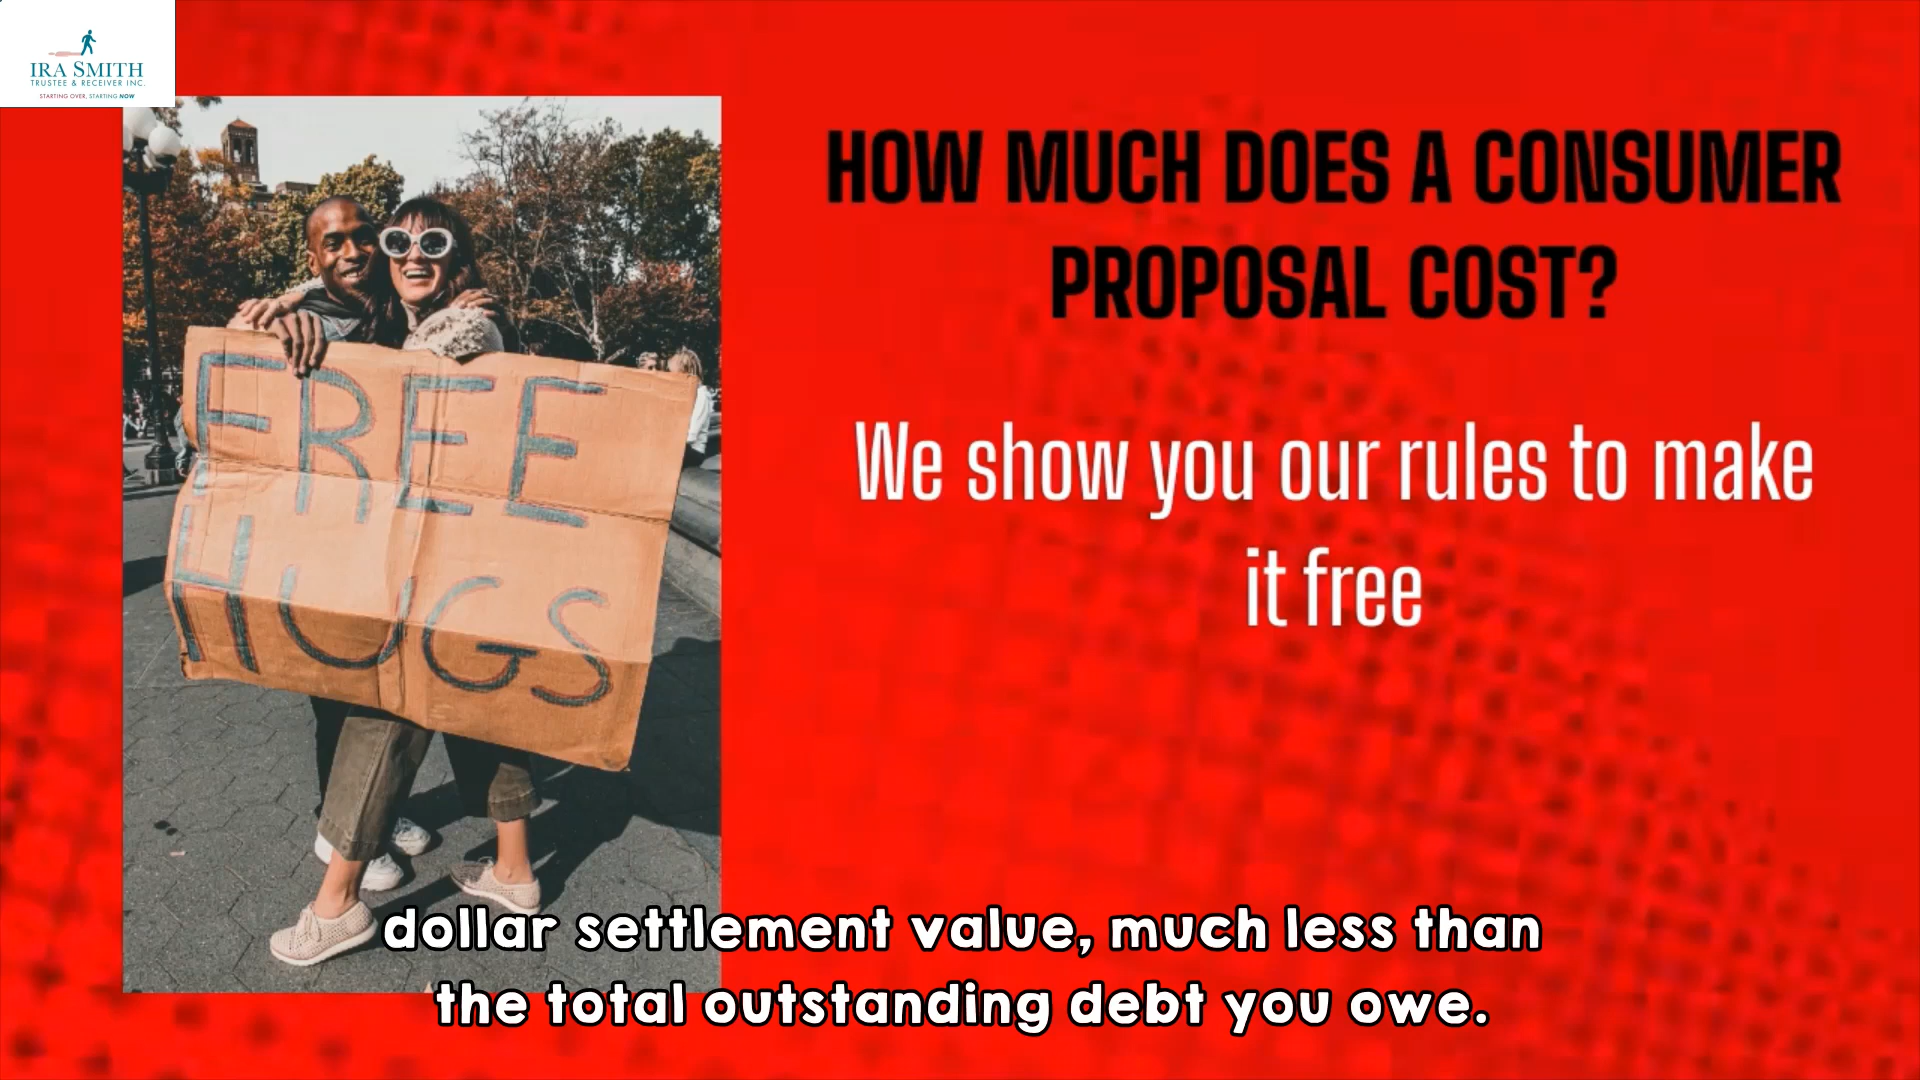 IRA SMITH
TRUSTEE & RECEIVER INC.
STARTING OVER, STARTING NOW
HOW MUCH DOES A CONSUMER
PROPOSAL COST?
We show you our rules to make
it free
FREE
HUGS
dollar settlement value, much less than
the total outstanding debt you owe.